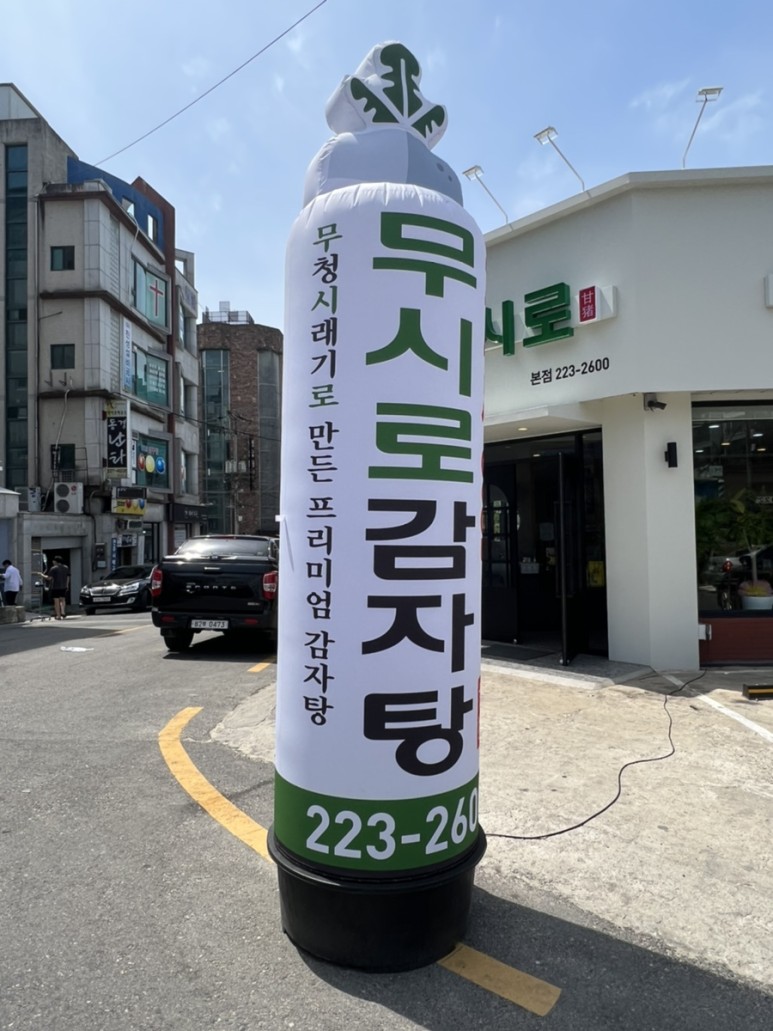 무시로감자탕
무청시래기로 만든 프리미엄 감자탕
223-260
시로
甘猪
본점 223-2600